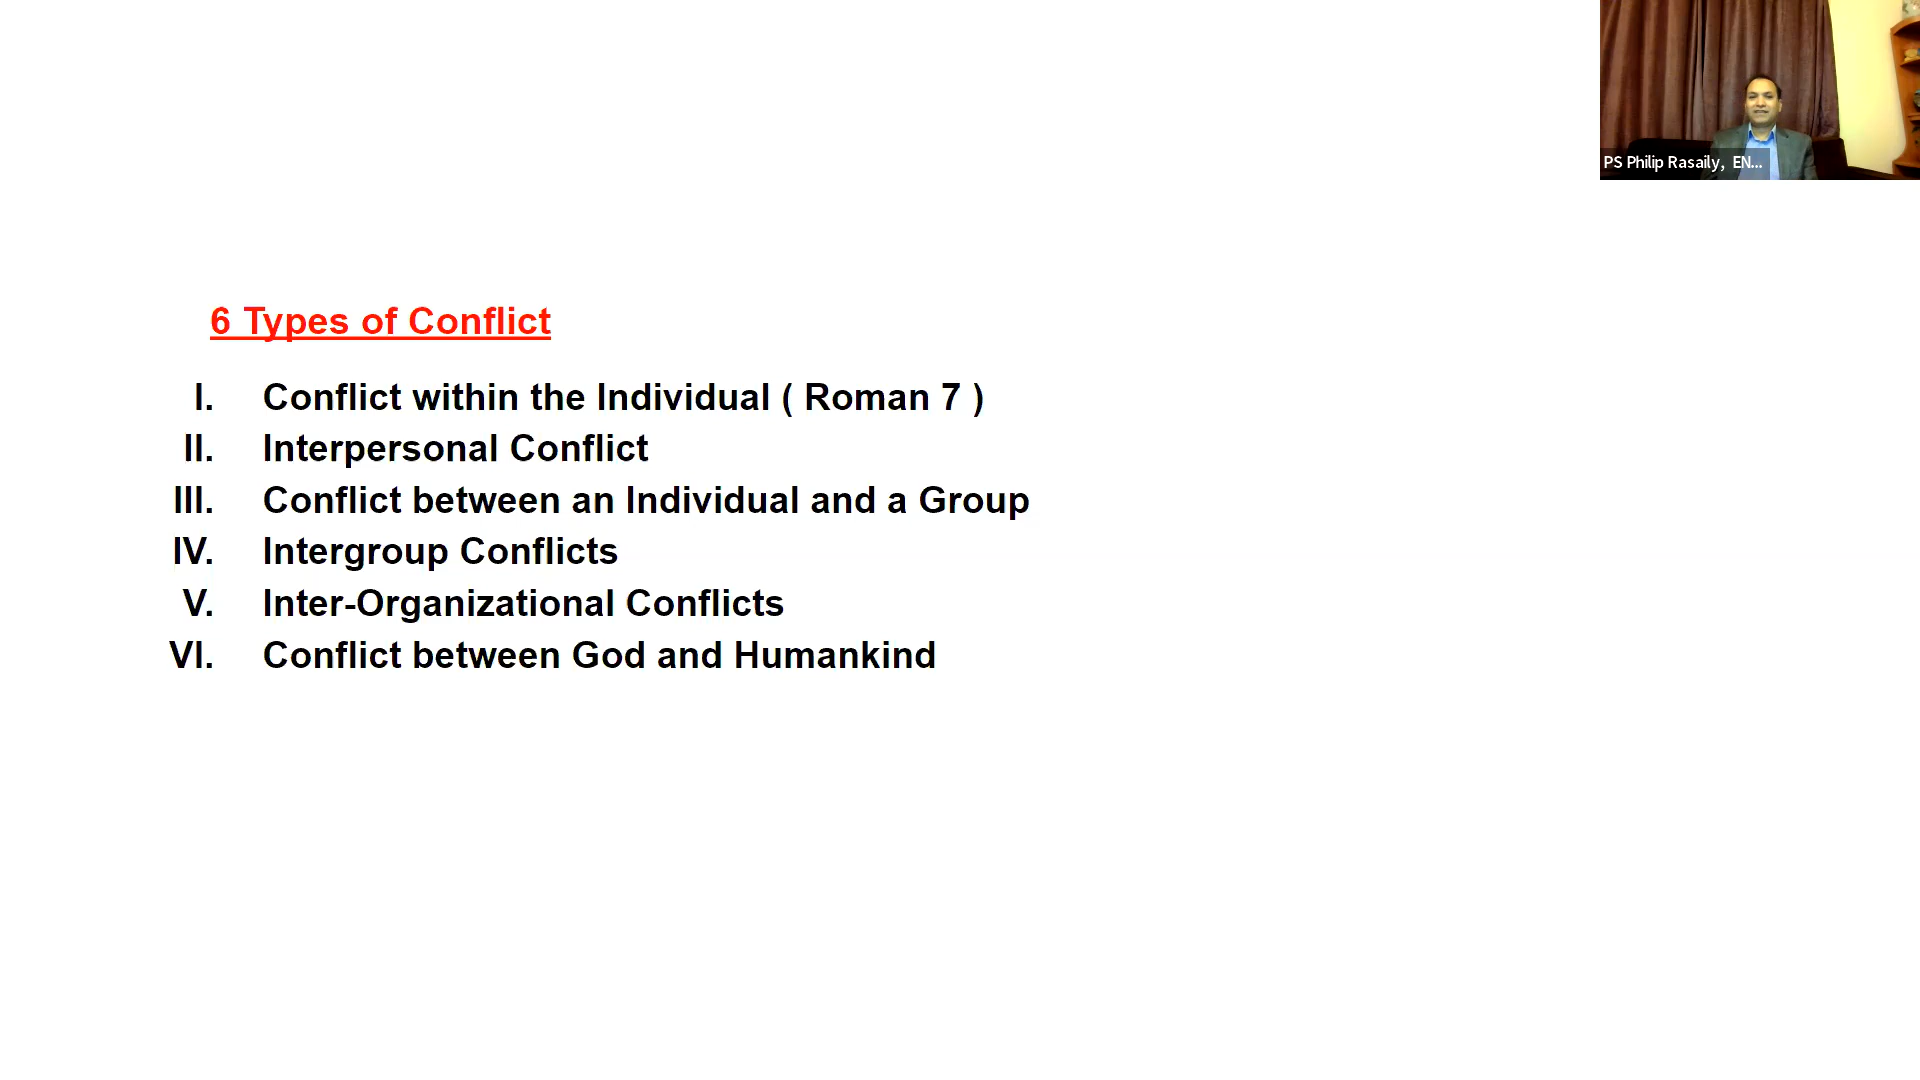 PS Philip Rasaily, EN...
6 Types of Conflict
I. Conflict within the Individual ( Roman 7 )
II. Interpersonal Conflict
III. Conflict between an Individual and a Group
IV. Intergroup Conflicts
V. Inter-Organizational Conflicts
VI. Conflict between God and Humankind